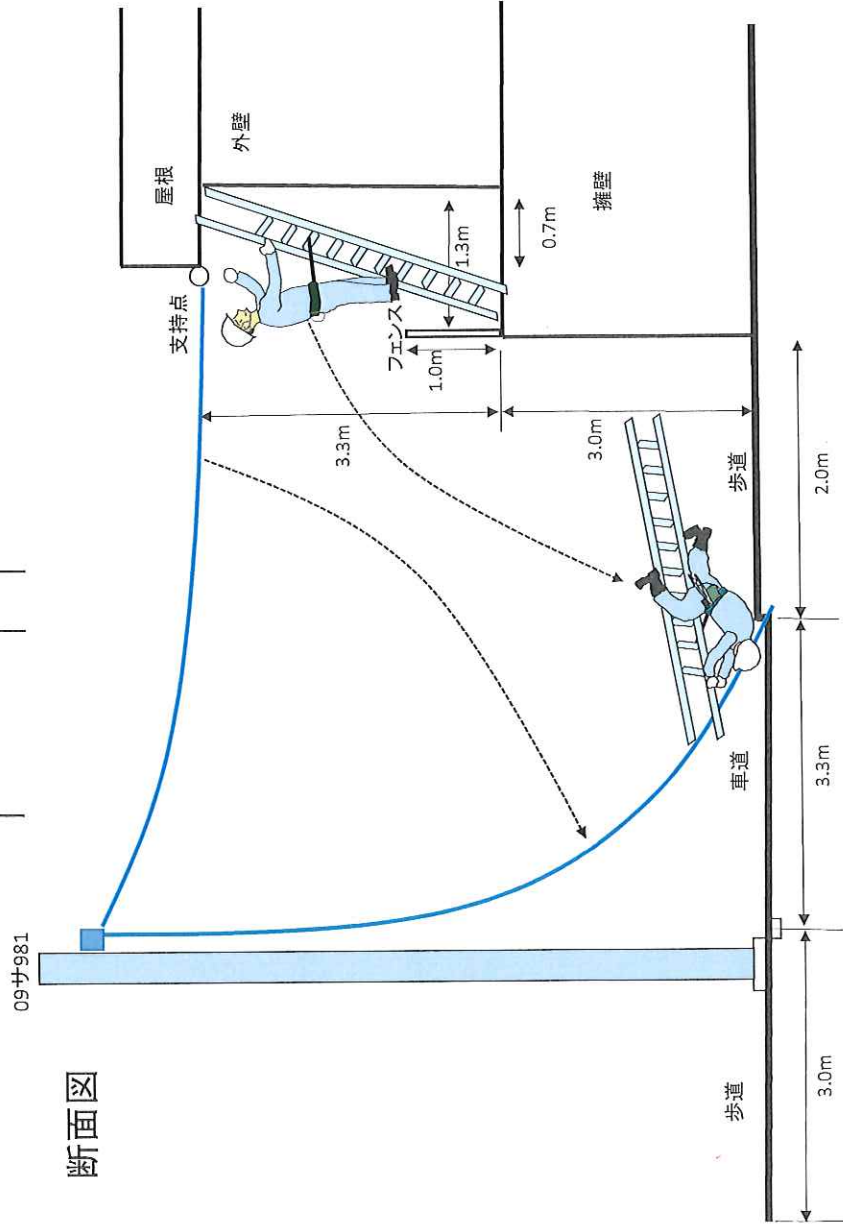 断面図
09サ981
支持点
屋根
外壁
フェンス
1.3m
0.7m
1.0m
3.3m
3.0m
擁壁
歩道
車道
歩道
2.0m
3.3m
3.0m